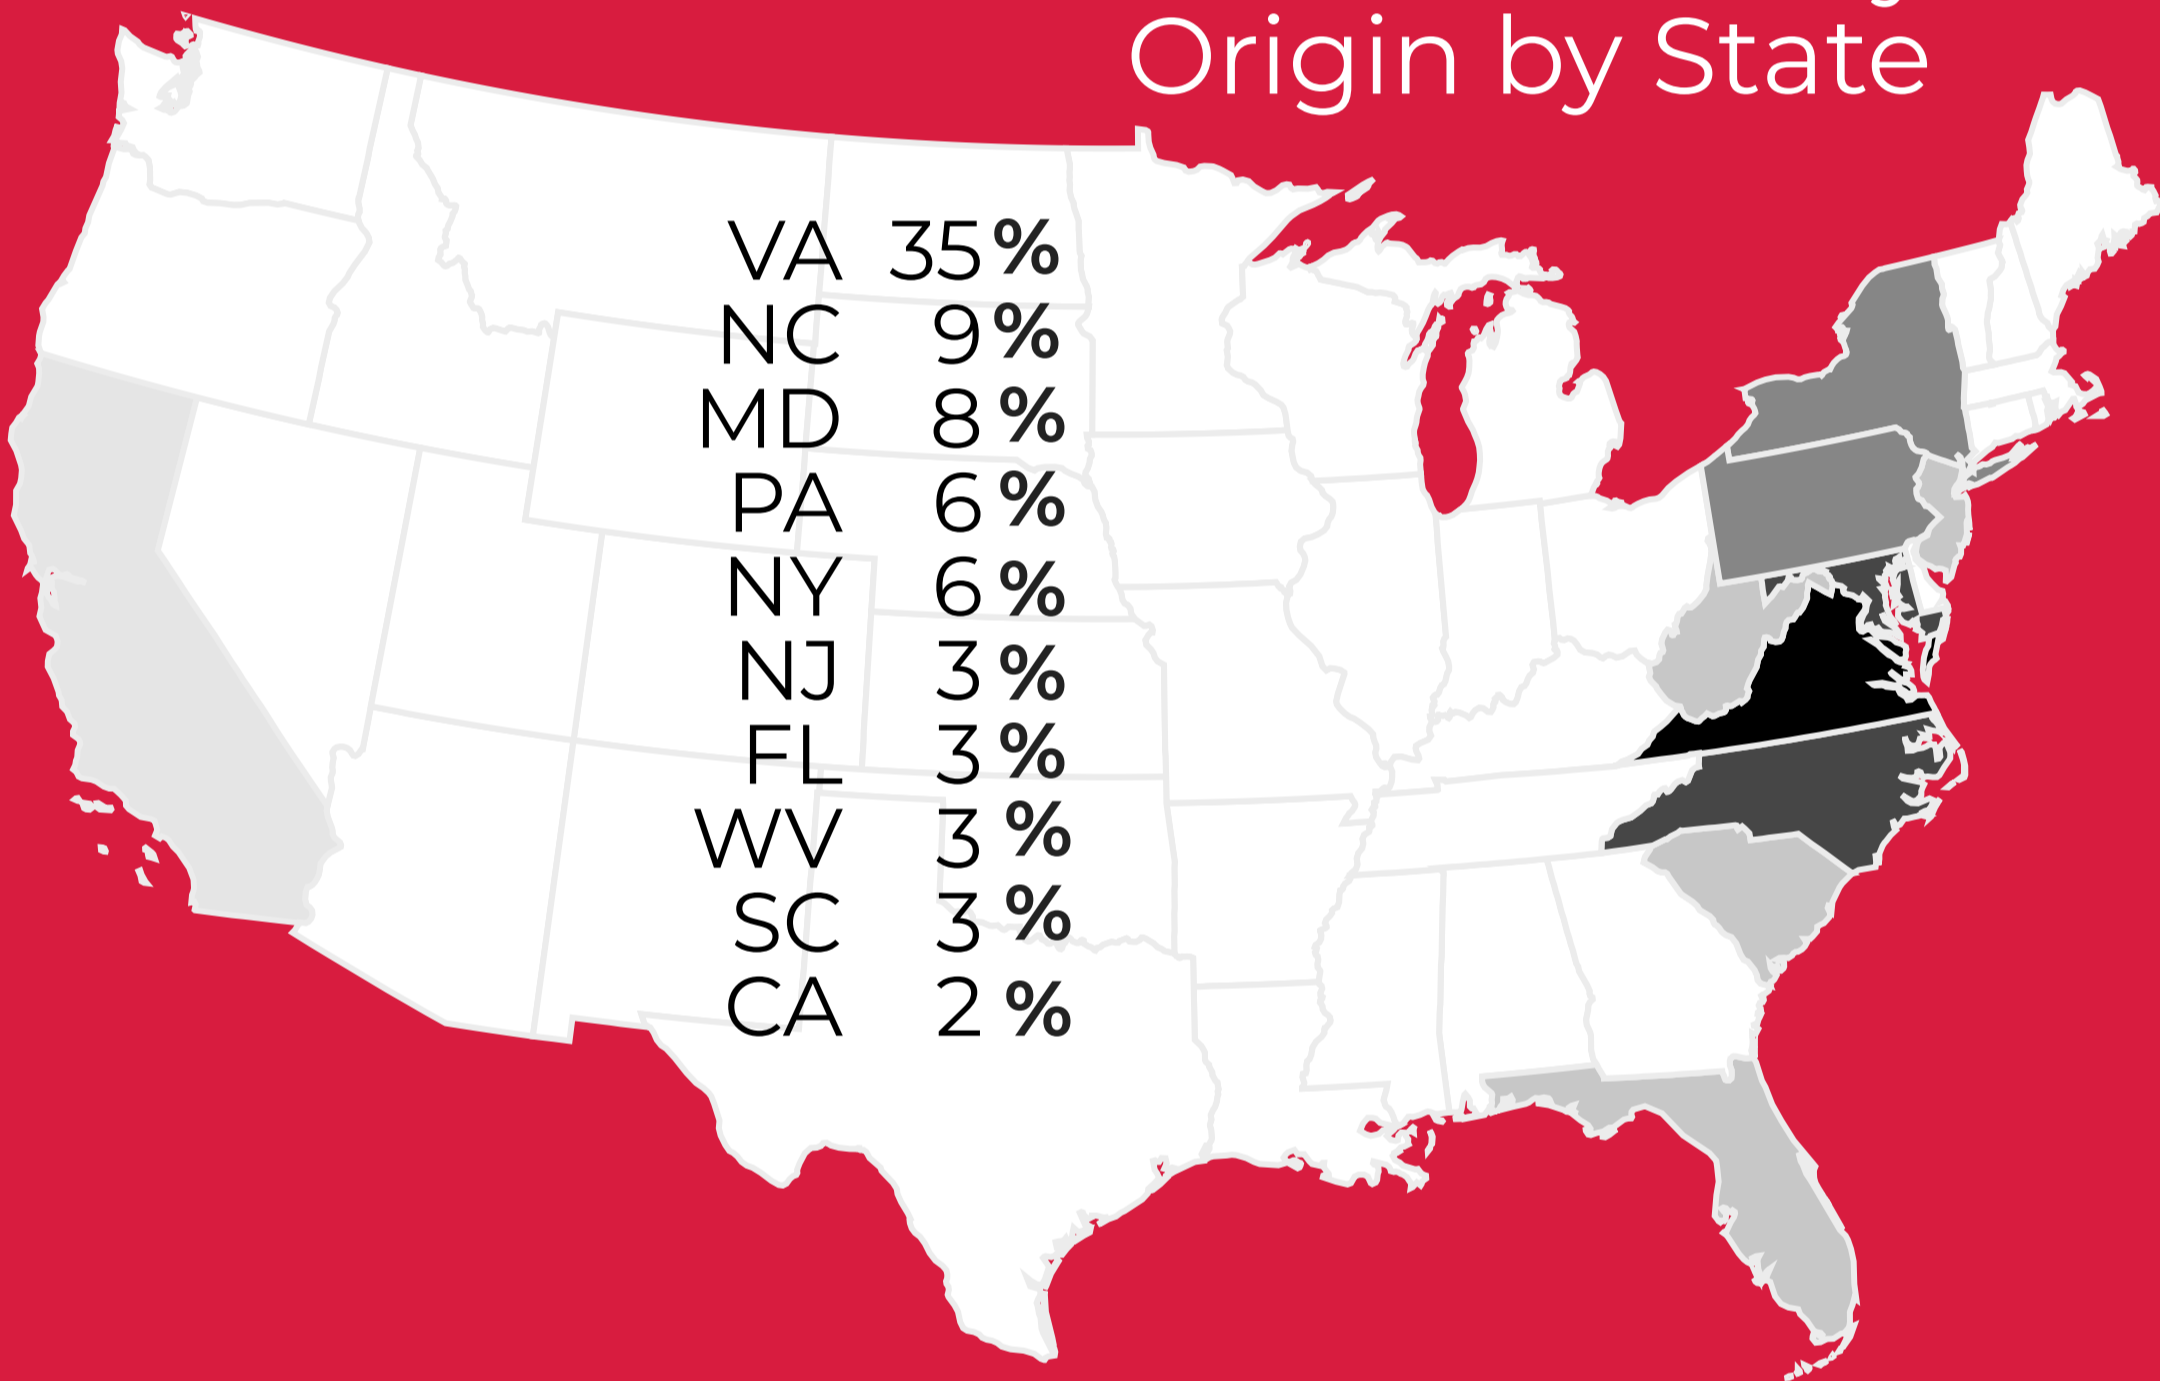 Origin by State
VA 35%
NC 9%
MD 8%
PA 6%
NY 6%
NJ 3%
FL 3%
WV 3%
SC 3%
CA 2%